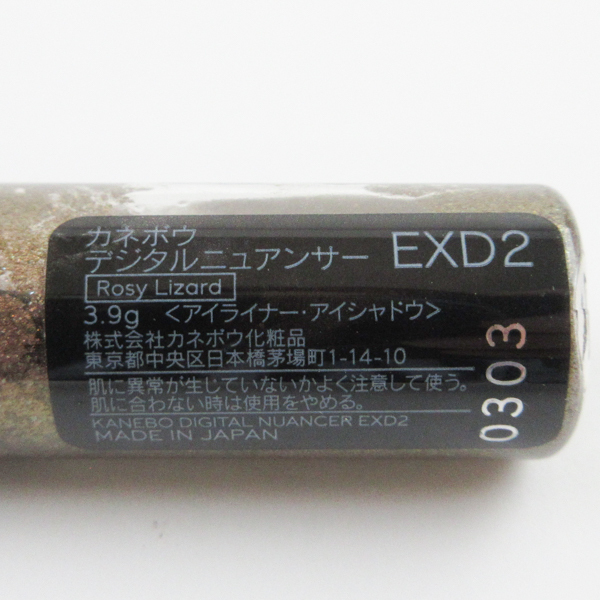 カネボウ
デジタルニュアンサー EXD2
Rosy Lizard
3.9g 〈アイライナー・アイシャドウ〉
株式会社カネボウ化粧品
東京都中央区日本橋茅場町1-14-10
肌に異常が生じていないかよく注意して使う。
肌に合わない時は使用をやめる。
KANEBO DIGITAL NUANCER EXD2
MADE IN JAPAN
0303